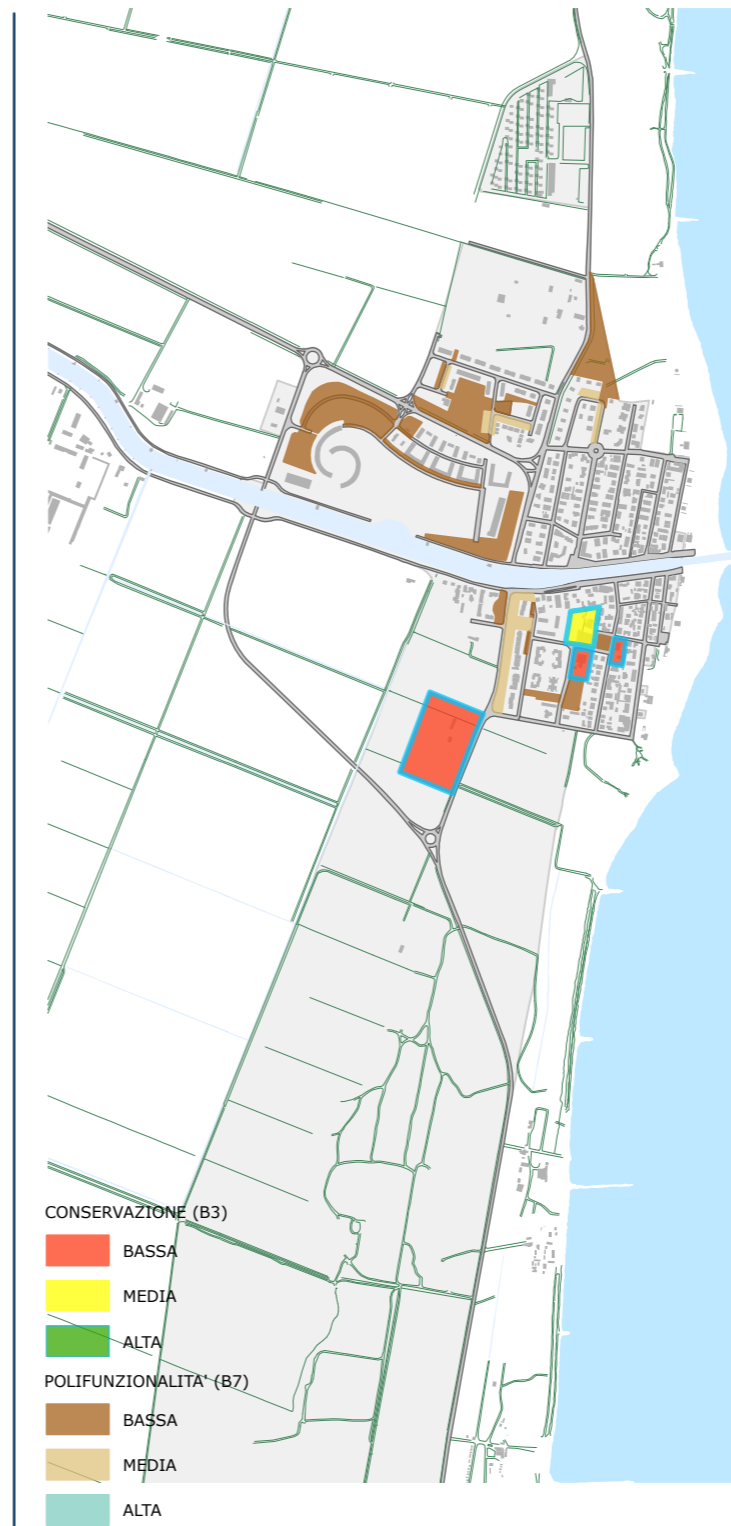 CONSERVAZIONE (B3)
BASSA
MEDIA
ALTA
POLIFUNZIONALITA' (B7)
BASSA
MEDIA
ALTA